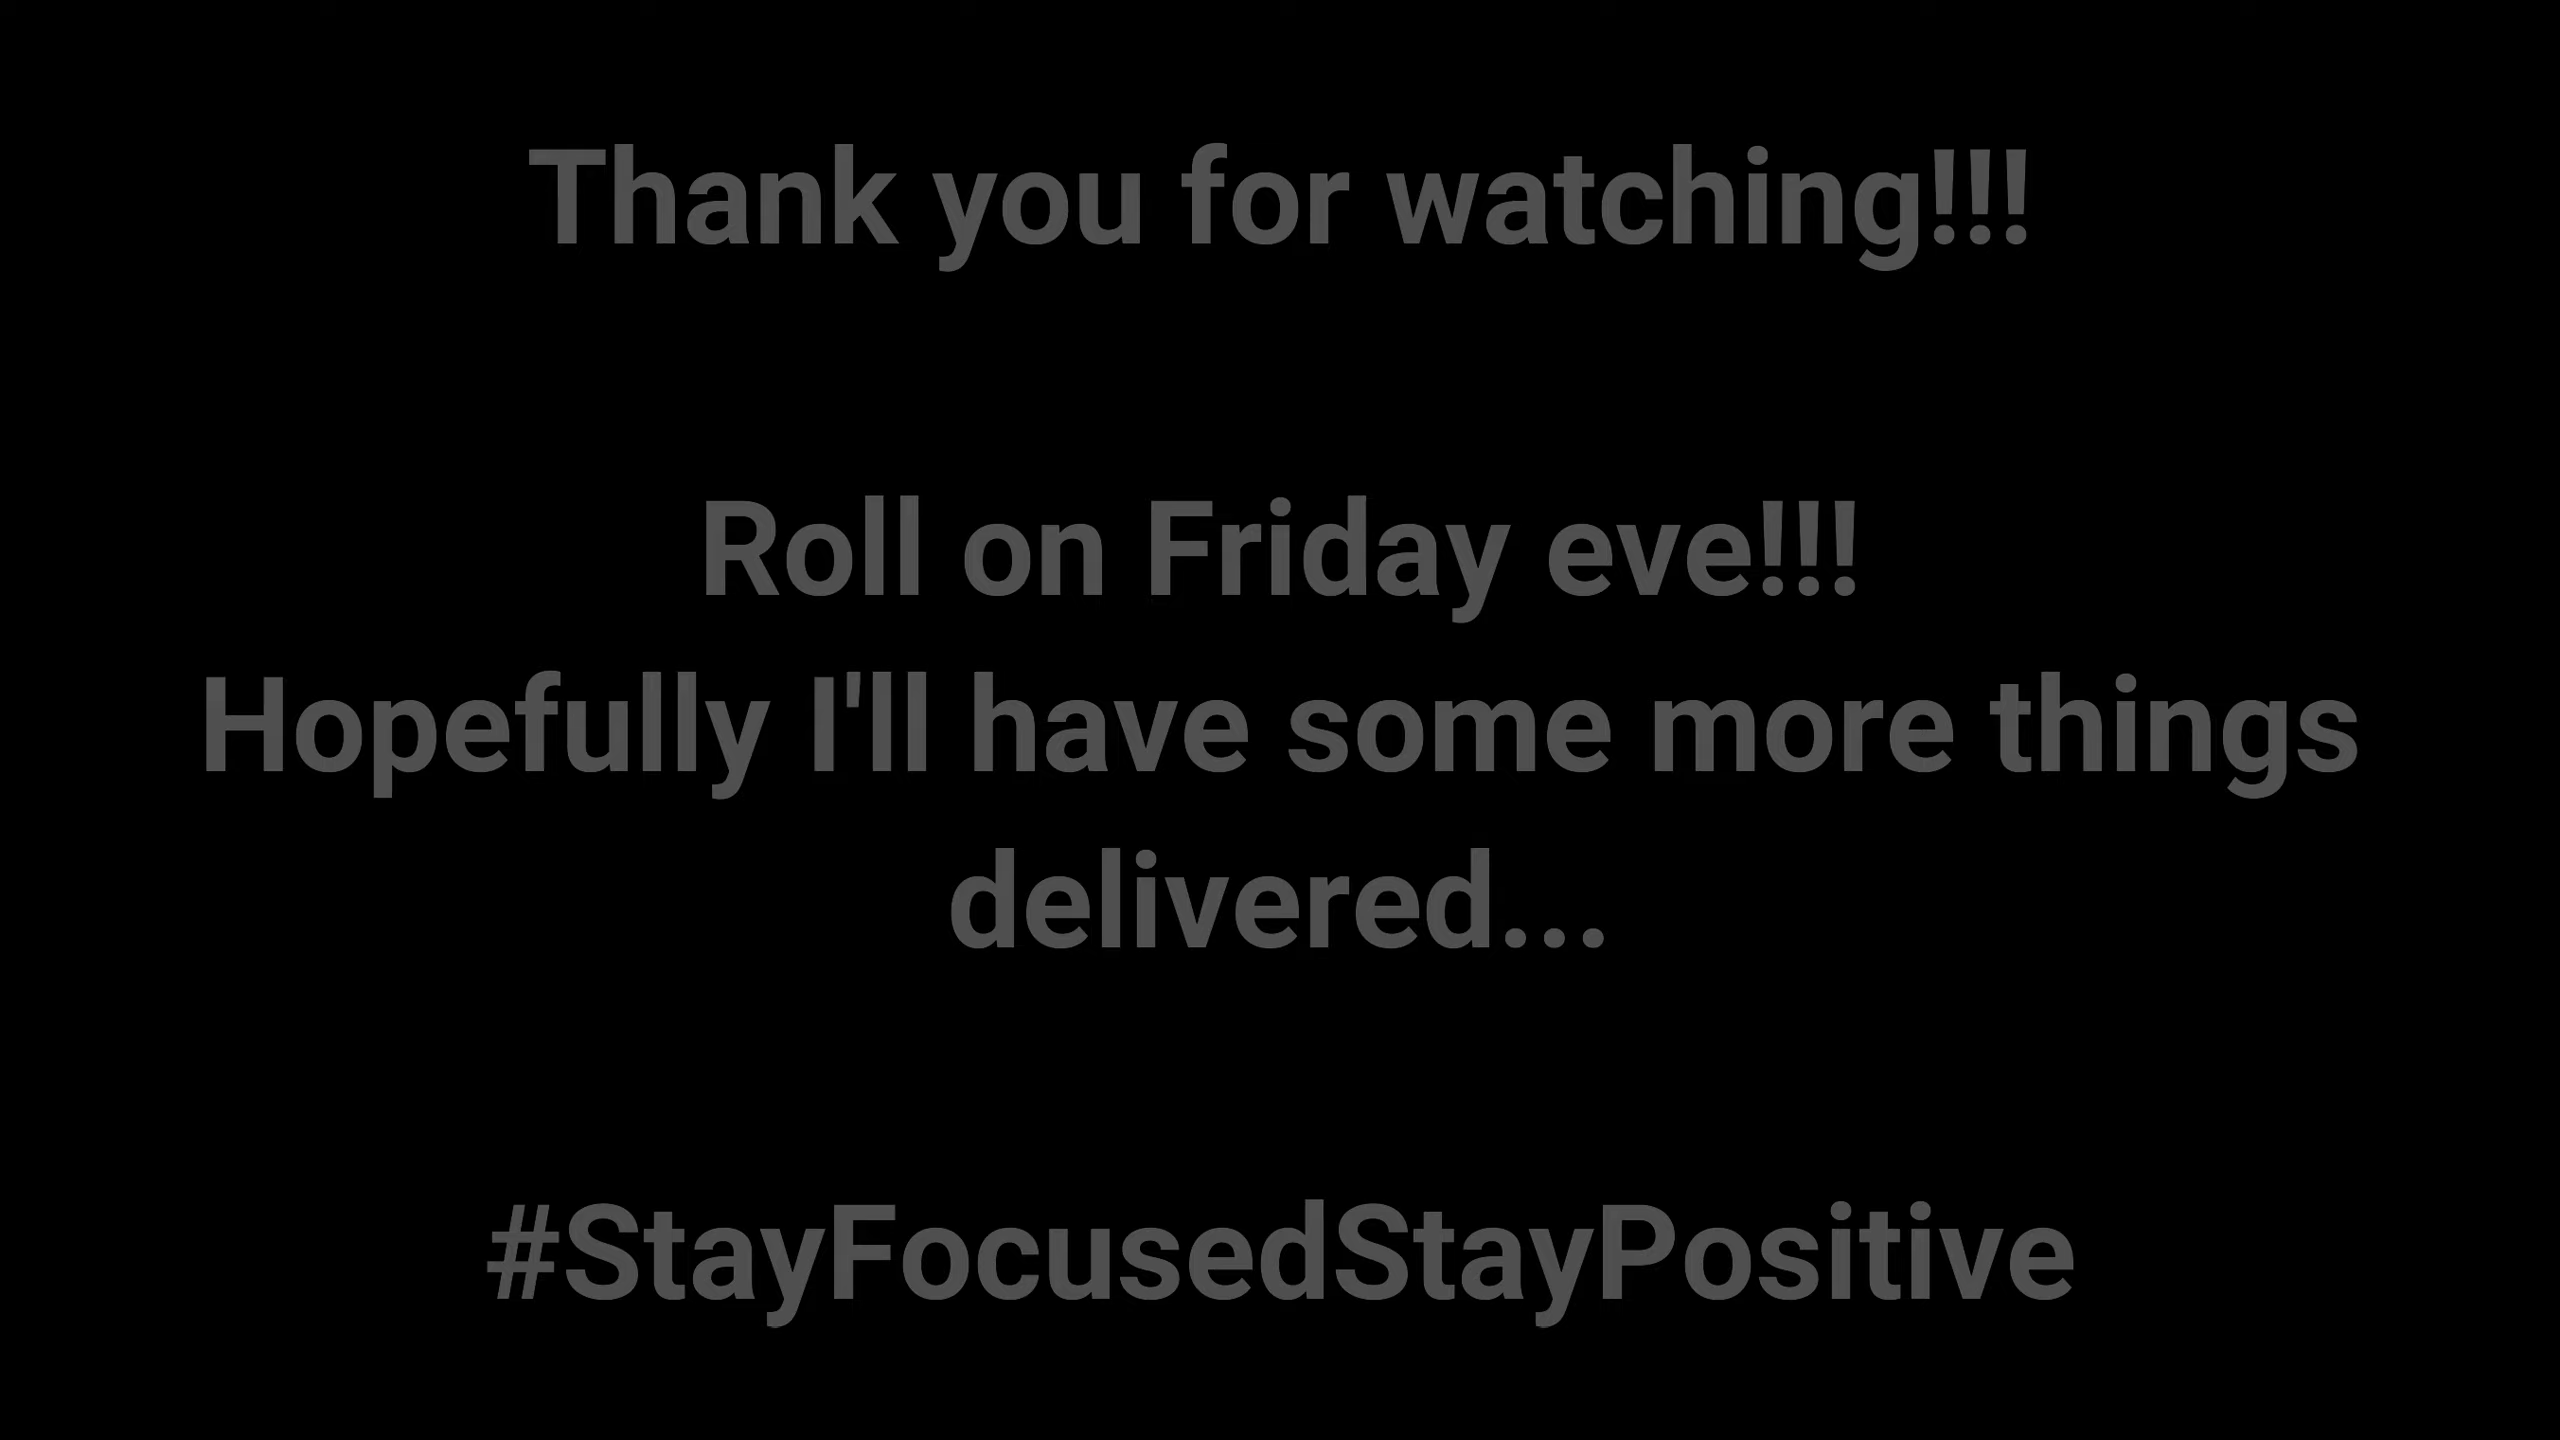 Thank you for watching!!!
Roll on Friday eve!!!
Hopefully I'll have some more things
delivered...
#StayFocusedStayPositive